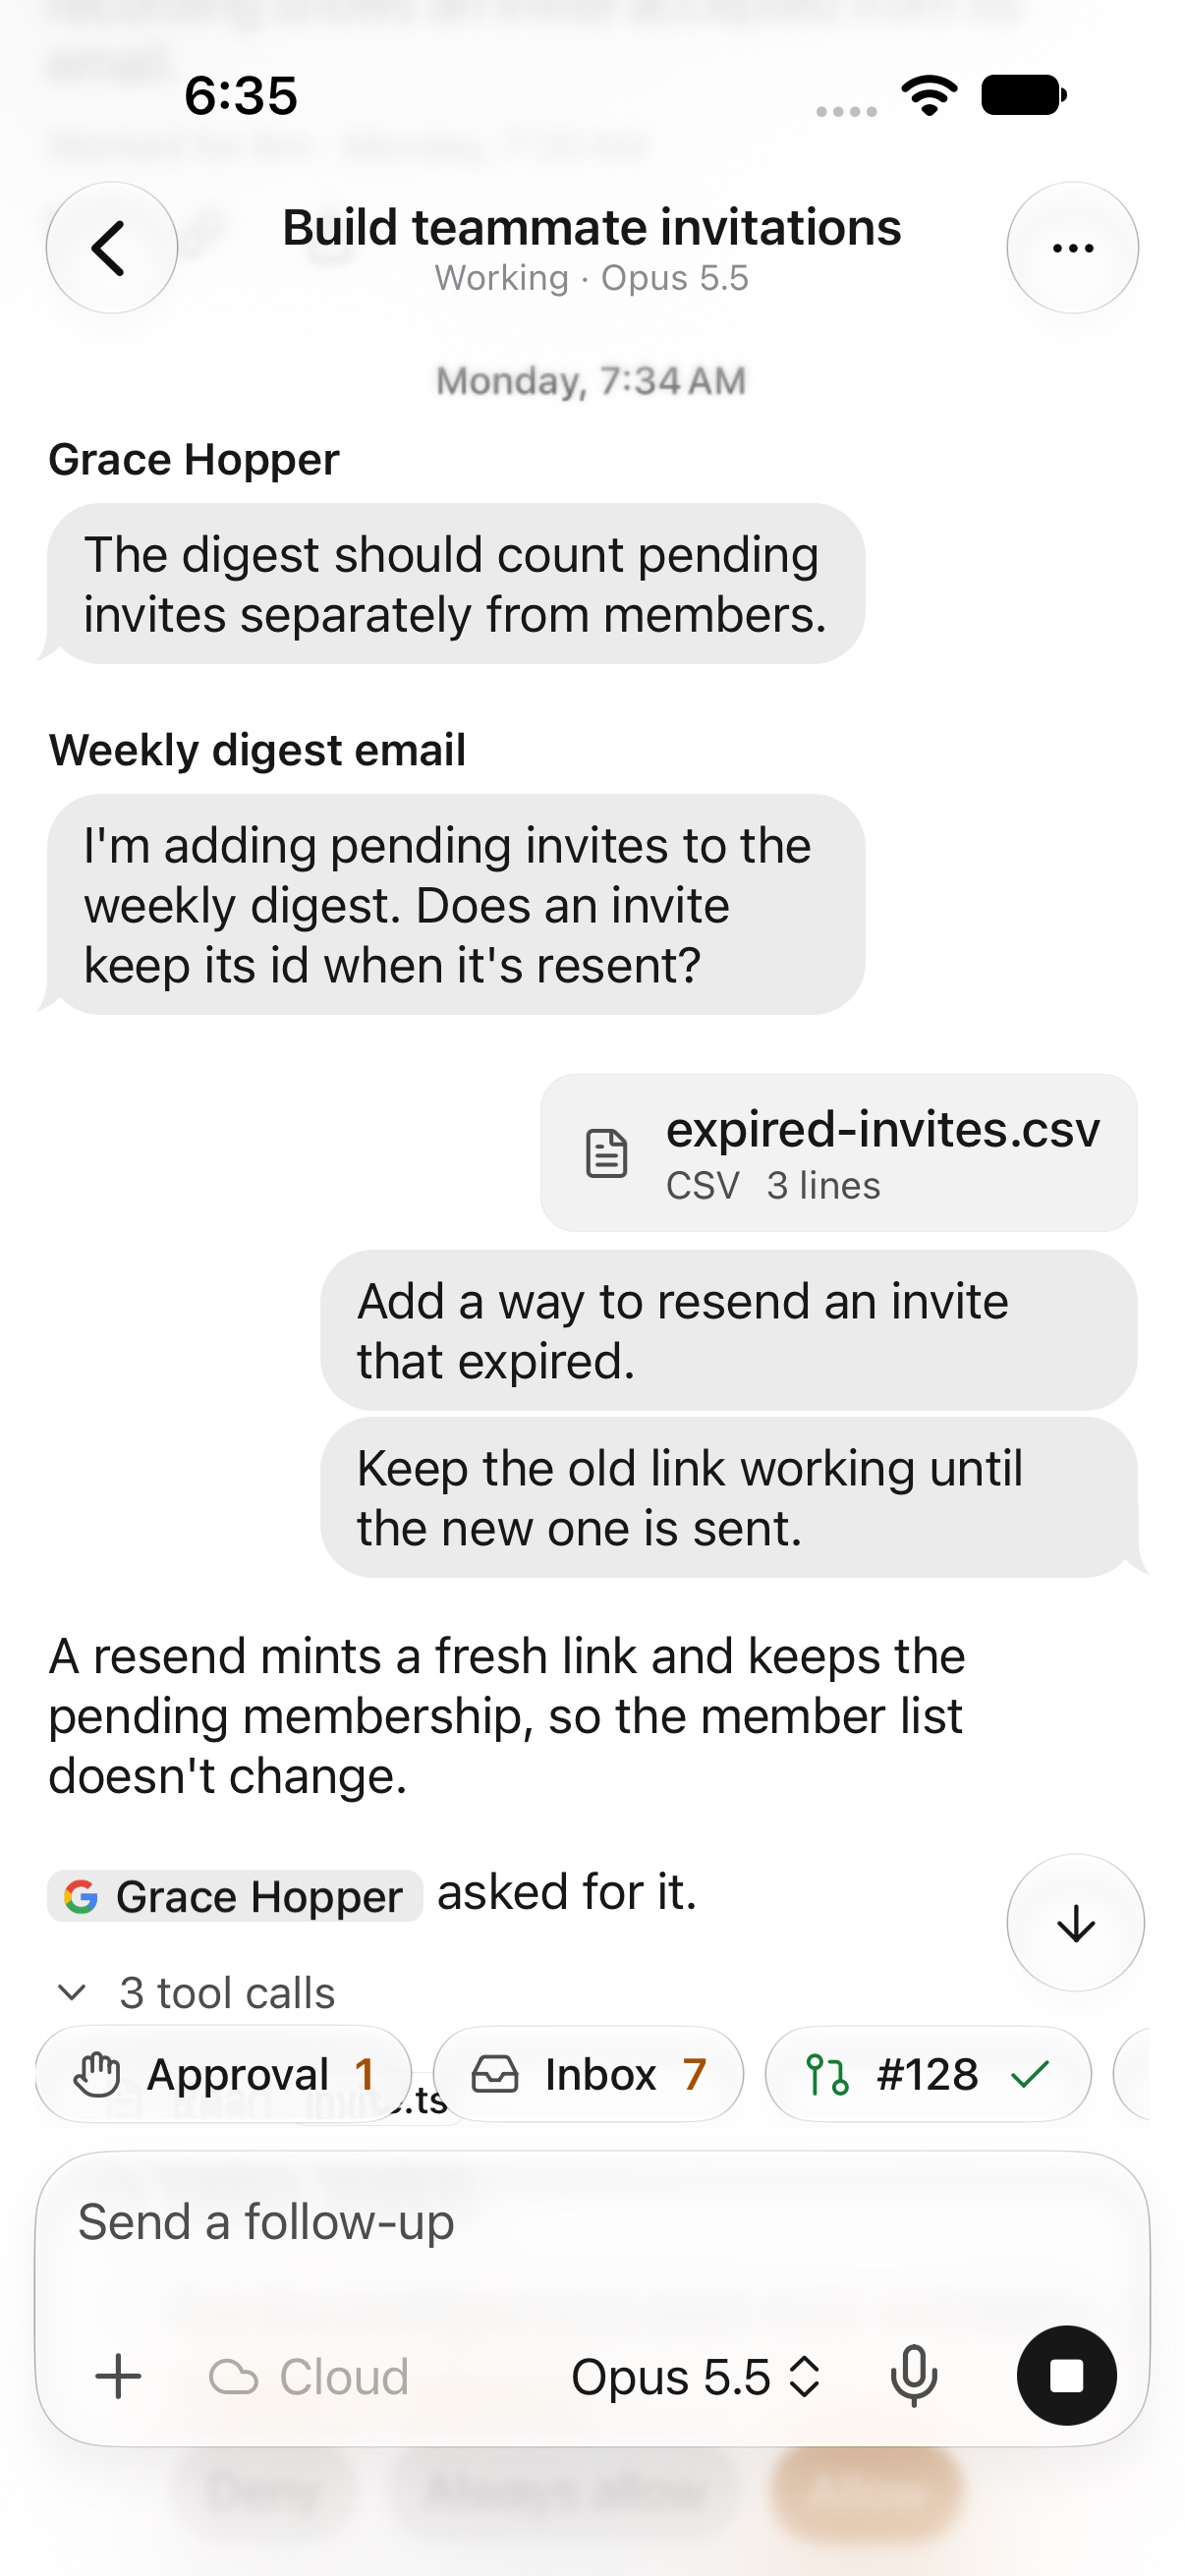 6:35
Build teammate invitations
Working · Opus 5.5
Monday, 7:34 AM
Grace Hopper
The digest should count pending
invites separately from members.
Weekly digest email
I'm adding pending invites to the
weekly digest. Does an invite
keep its id when it's resent?
expired-invites.csv
CSV 3 lines
Add a way to resend an invite
that expired.
Keep the old link working until
the new one is sent.
A resend mints a fresh link and keeps the
pending membership, so the member list
doesn't change.
Grace Hopper asked for it.
3 tool calls
Approval 1
Inbox 7
#128
.ts
Send a follow-up
Cloud
Opus 5.5
Deny
Always allow
Allow